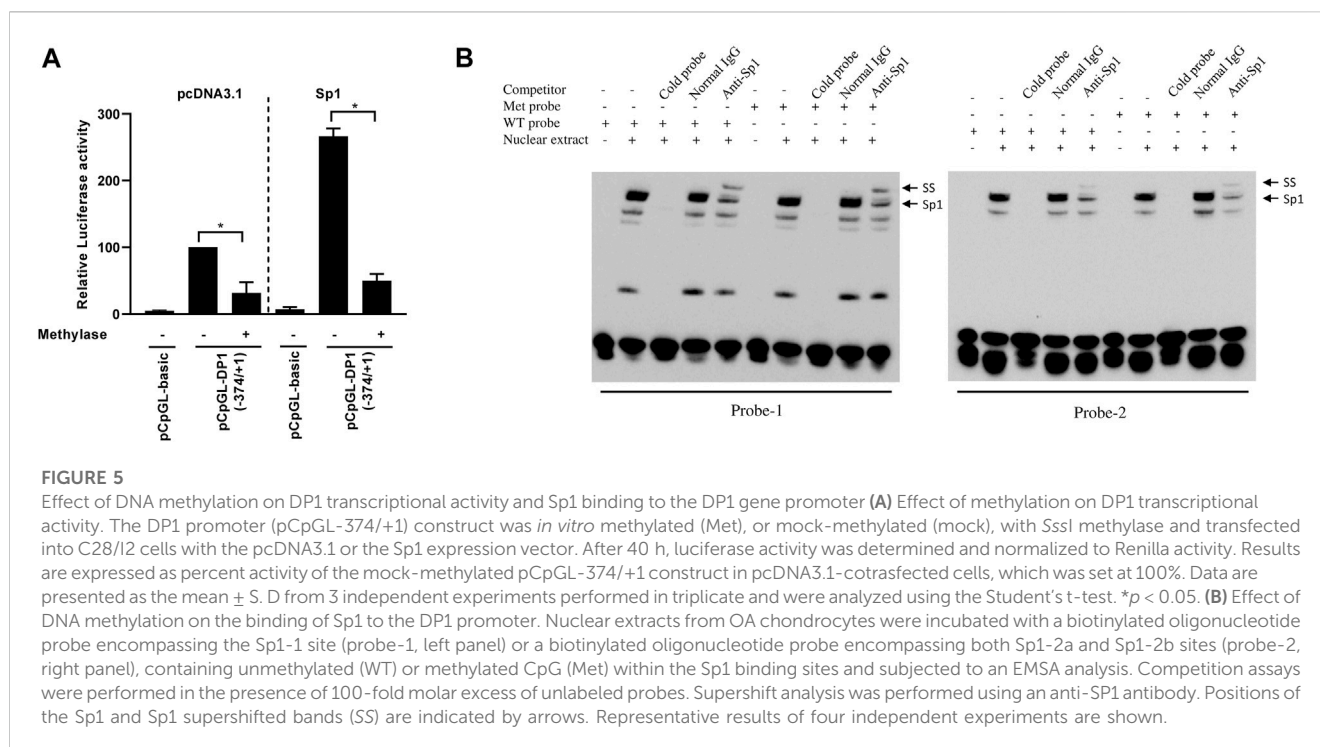 A
pcDNA3.1
Sp1
*
*
Relative Luciferase activity
300
200
100
0
Methylase
- + - +
pCpGL-basic
pCpGL-DP1
(-374/+1)
pCpGL-basic
pCpGL-DP1
(-374/+1)
B
Cold probe
Normal IgG
Anti-Sp1
Cold probe
Normal IgG
Anti-Sp1
Competitor - - - -
Met probe - - - - - + + + + +
WT probe + + + + + - - - - -
Nuclear extract - + + + + - + + + +
SS
Sp1
Probe-1
Cold probe
Normal IgG
Anti-Sp1
Cold probe
Normal IgG
Anti-Sp1
- - - -
- - - - - + + + + +
+ + + + + - - - - -
- + + + + - + + + +
SS
Sp1
Probe-2
FIGURE 5
Effect of DNA methylation on DP1 transcriptional activity and Sp1 binding to the DP1 gene promoter (A) Effect of methylation on DP1 transcriptional
activity. The DP1 promoter (pCpGL-374/+1) construct was in vitro methylated (Met), or mock-methylated (mock), with SssI methylase and transfected
into C28/I2 cells with the pcDNA3.1 or the Sp1 expression vector. After 40 h, luciferase activity was determined and normalized to Renilla activity. Results
are expressed as percent activity of the mock-methylated pCpGL-374/+1 construct in pcDNA3.1-cotrasfected cells, which was set at 100%. Data are
presented as the mean ± S. D from 3 independent experiments performed in triplicate and were analyzed using the Student's t-test. *p < 0.05. (B) Effect of
DNA methylation on the binding of Sp1 to the DP1 promoter. Nuclear extracts from OA chondrocytes were incubated with a biotinylated oligonucleotide
probe encompassing the Sp1-1 site (probe-1, left panel) or a biotinylated oligonucleotide probe encompassing both Sp1-2a and Sp1-2b sites (probe-2,
right panel), containing unmethylated (WT) or methylated CpG (Met) within the Sp1 binding sites and subjected to an EMSA analysis. Competition assays
were performed in the presence of 100-fold molar excess of unlabeled probes. Supershift analysis was performed using an anti-SP1 antibody. Positions of
the Sp1 and Sp1 supershifted bands (SS) are indicated by arrows. Representative results of four independent experiments are shown.